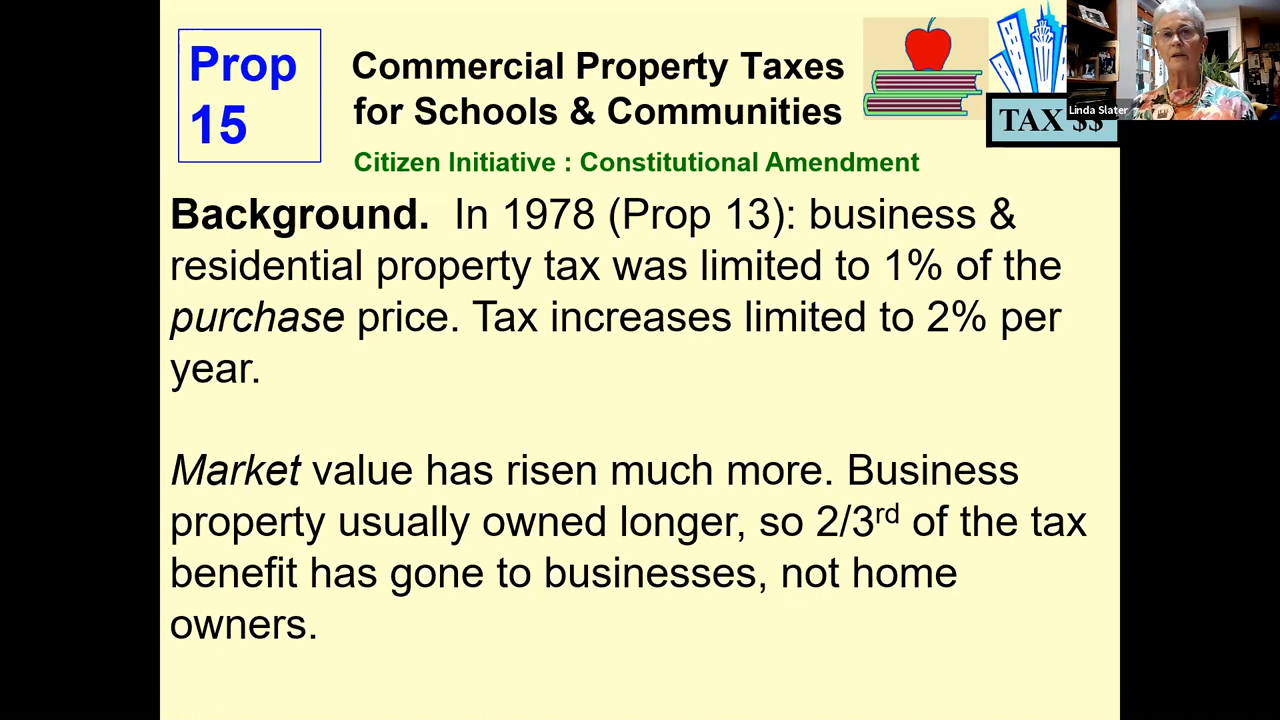 Prop
15
Commercial Property Taxes
for Schools & Communities
Citizen Initiative : Constitutional Amendment
TAX $$
Linda Slater
Background. In 1978 (Prop 13): business &
residential property tax was limited to 1% of the
purchase price. Tax increases limited to 2% per
year.
Market value has risen much more. Business
property usually owned longer, so 2/3rd of the tax
benefit has gone to businesses, not home
owners.